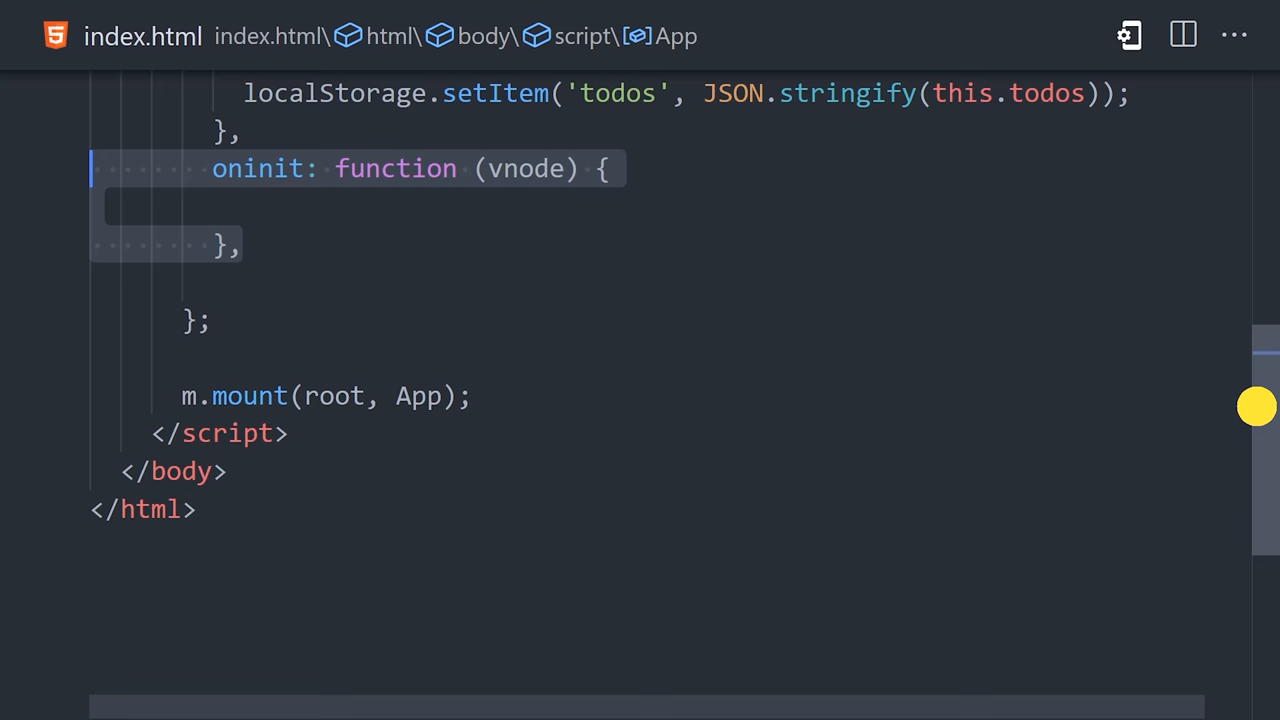 index.html index.html\html\body\script\App
localStorage.setItem('todos', JSON.stringify(this.todos));
},
oninit: function (vnode) {
},
};
m.mount(root, App);
</script>
</body>
</html>